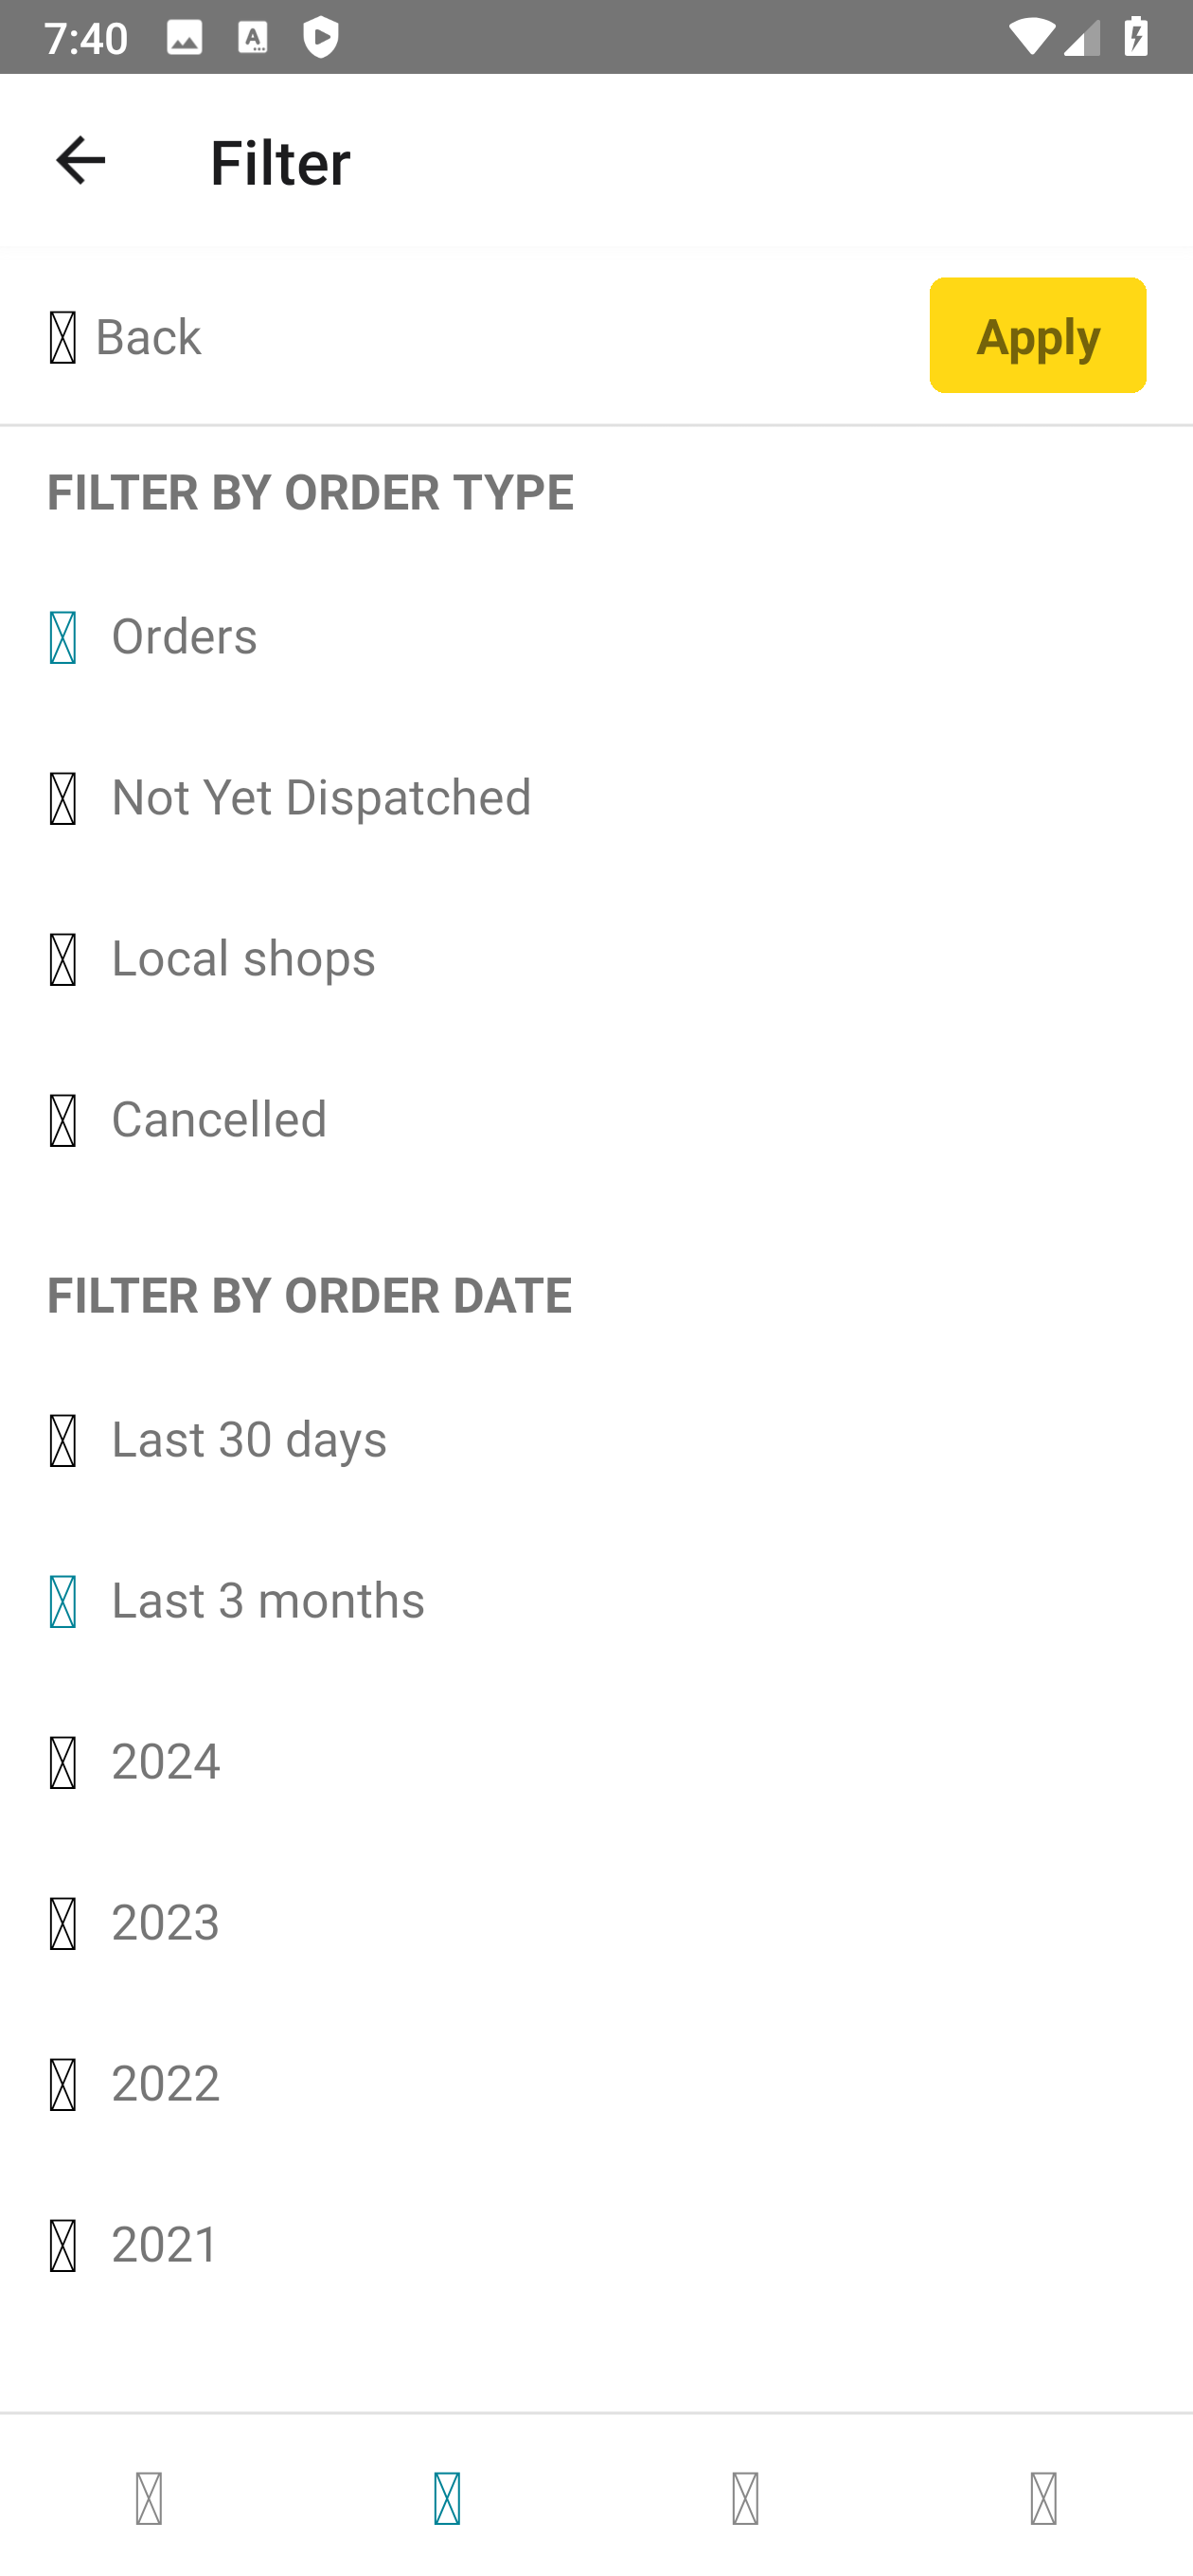 7:40
Filter
Back
Apply
FILTER BY ORDER TYPE
Orders
Not Yet Dispatched
Local shops
Cancelled
FILTER BY ORDER DATE
Last 30 days
Last 3 months
2024
2023
2022
2021